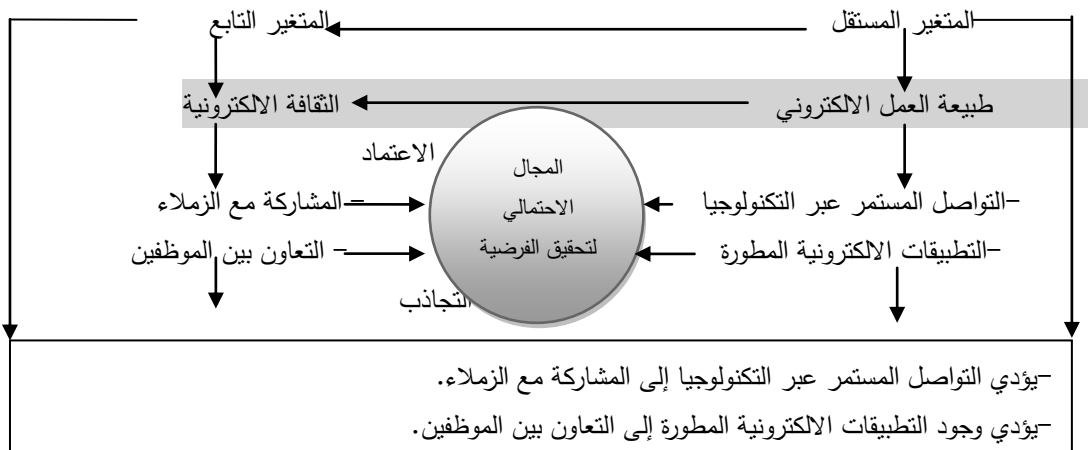 المتغير المستقل
المتغير التابع
طبيعة العمل الالكتروني
الثقافة الالكترونية
الاعتماد
المجال
الاحتمالي
لتحقيق الفرضية
-التواصل المستمر عبر التكنولوجيا
- المشاركة مع الزملاء
-التطبيقات الالكترونية المطورة
- التعاون بين الموظفين
التجاذب
-يؤدي التواصل المستمر عبر التكنولوجيا إلى المشاركة مع الزملاء.
-يؤدي وجود التطبيقات الالكترونية المطورة إلى التعاون بين الموظفين.